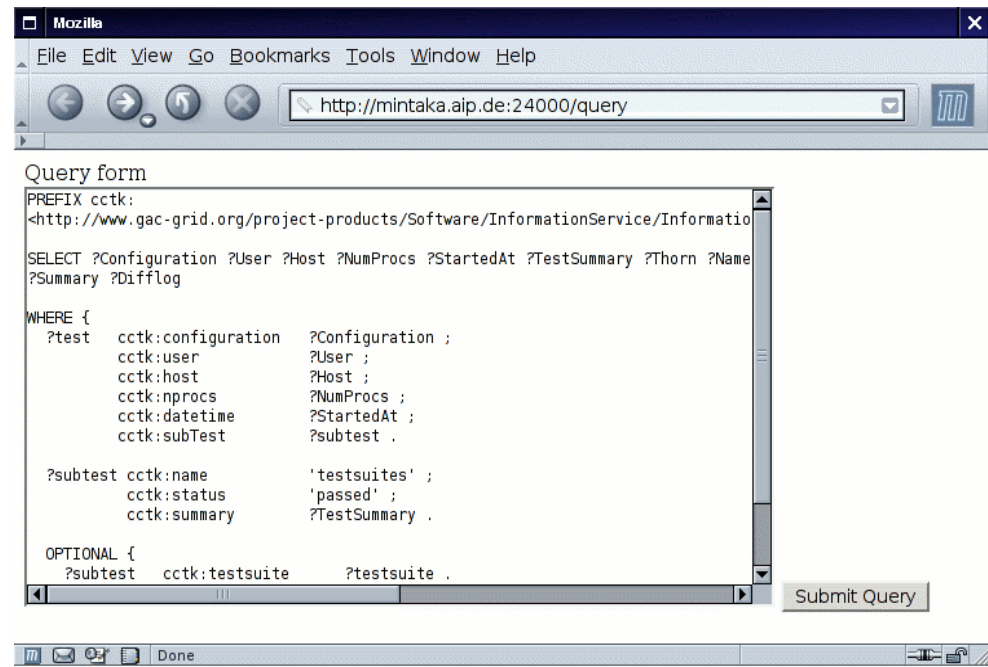 Mozilla
File Edit View Go Bookmarks Tools Window Help
http://mintaka.aip.de:24000/query
Query form
PREFIX cctk:
<http://www.gac-grid.org/project-products/Software/InformationService/Informatio
SELECT ?Configuration ?User ?Host ?NumProcs ?StartedAt ?TestSummary ?Thorn ?Name
?Summary ?Difflog
WHERE {
?test cctk:configuration ?Configuration ;
cctk:user ?User ;
cctk:host ?Host ;
cctk:nprocs ?NumProcs ;
cctk:datetime ?StartedAt ;
cctk:subTest ?subtest .
?subtest cctk:name 'testsuites' ;
cctk:status 'passed' ;
cctk:summary ?TestSummary .
OPTIONAL {
?subtest cctk:testsuite ?testsuite .
Submit Query
Done